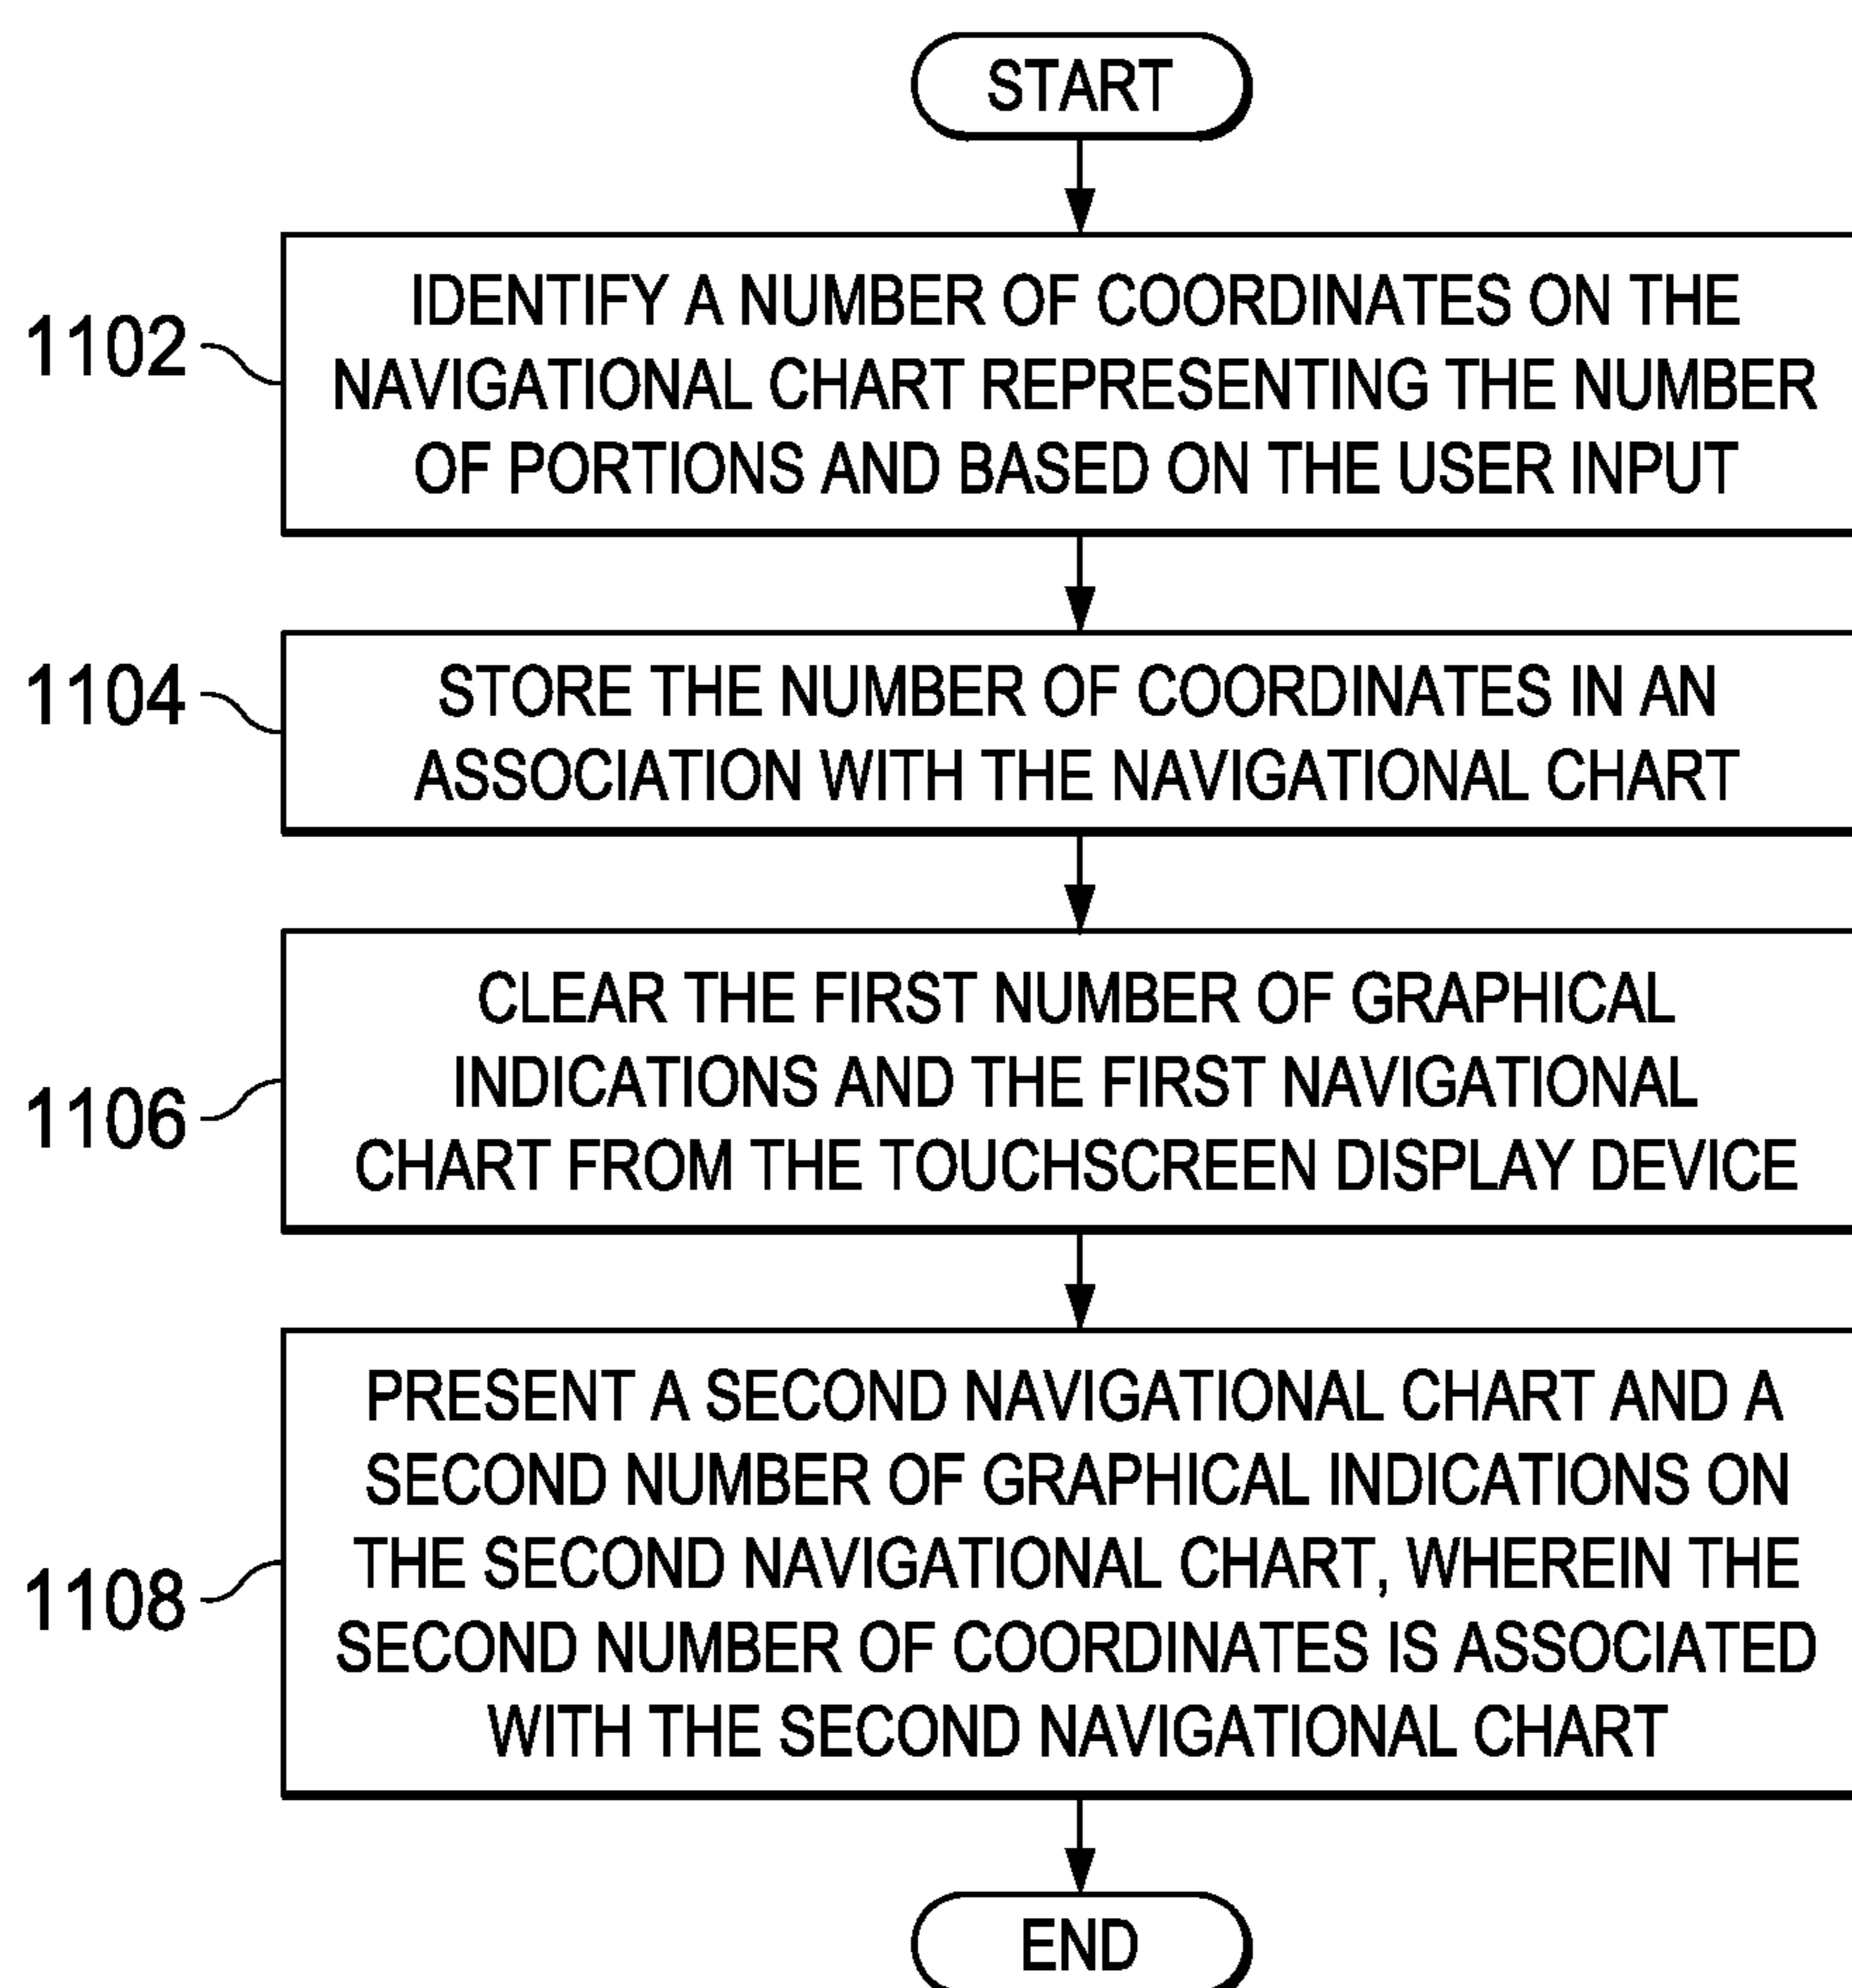 START
1102
IDENTIFY A NUMBER OF COORDINATES ON THE
NAVIGATIONAL CHART REPRESENTING THE NUMBER
OF PORTIONS AND BASED ON THE USER INPUT
1104
STORE THE NUMBER OF COORDINATES IN AN
ASSOCIATION WITH THE NAVIGATIONAL CHART
1106
CLEAR THE FIRST NUMBER OF GRAPHICAL
INDICATIONS AND THE FIRST NAVIGATIONAL
CHART FROM THE TOUCHSCREEN DISPLAY DEVICE
1108
PRESENT A SECOND NAVIGATIONAL CHART AND A
SECOND NUMBER OF GRAPHICAL INDICATIONS ON
THE SECOND NAVIGATIONAL CHART, WHEREIN THE
SECOND NUMBER OF COORDINATES IS ASSOCIATED
WITH THE SECOND NAVIGATIONAL CHART
END